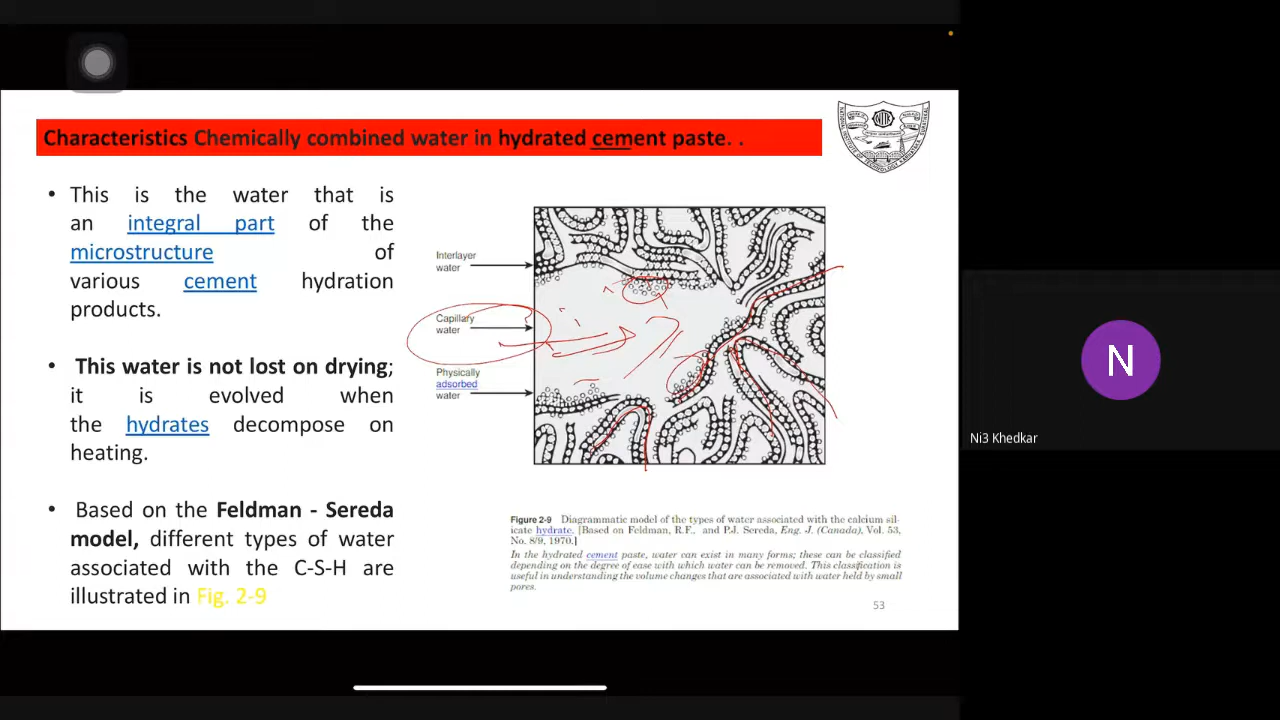 Characteristics Chemically combined water in hydrated cement paste. .
• This is the water that is
an integral part of the
microstructure of
various cement hydration
products.
• This water is not lost on drying;
it is evolved when
the hydrates decompose on
heating.
• Based on the Feldman - Sereda
model, different types of water
associated with the C-S-H are
illustrated in Fig. 2-9
Interlayer
water
Capillary
water
Physically
adsorbed
water
Figure 2-9 Diagrammatic model of the types of water associated with the calcium sil-
icate hydrate. [Based on Feldman, R.F., and P.J. Sereda, Eng. J. (Canada), Vol. 53,
No. 8/9, 1970.]
In the hydrated cement paste, water can exist in many forms; these can be classified
depending on the degree of ease with which water can be removed. This classification is
useful in understanding the volume changes that are associated with water held by small
pores.
53
N
Ni3 Khedkar